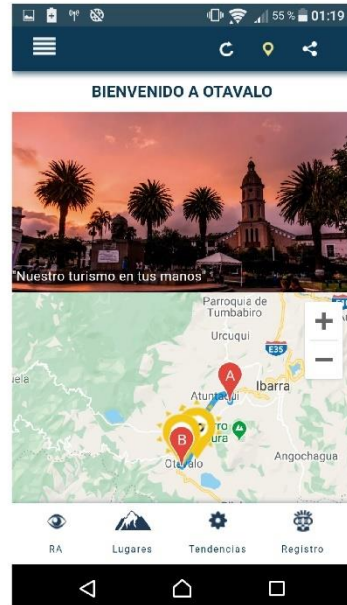 55 % 01:19
BIENVENIDO A OTAVALO
"Nuestro turismo en tus manos"
Parroquia de
Tumbabiro
Urcuqui
+
E35
−
A
Ibarra
Atuntaqui
B
Otavalo
Angochagua
RA Lugares Tendencias Registro